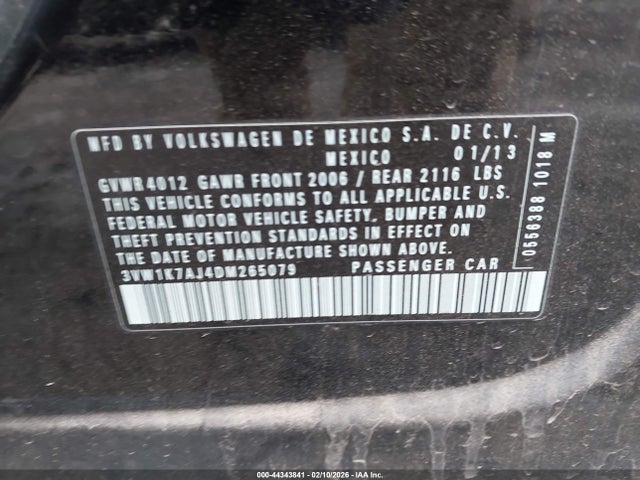 MFD BY VOLKSWAGEN DE MEXICO S.A. DE C.V.
MEXICO 01/13
GVWR 4012 GAWR FRONT 2006 / REAR 2116 LBS
THIS VEHICLE CONFORMS TO ALL APPLICABLE U.S.
FEDERAL MOTOR VEHICLE SAFETY, BUMPER AND
THEFT PREVENTION STANDARDS IN EFFECT ON
THE DATE OF MANUFACTURE SHOWN ABOVE.
3VW1K7AJ4DM265079 PASSENGER CAR
0556388 1018 M
000-44343841 - 02/10/2026 - IAA Inc.